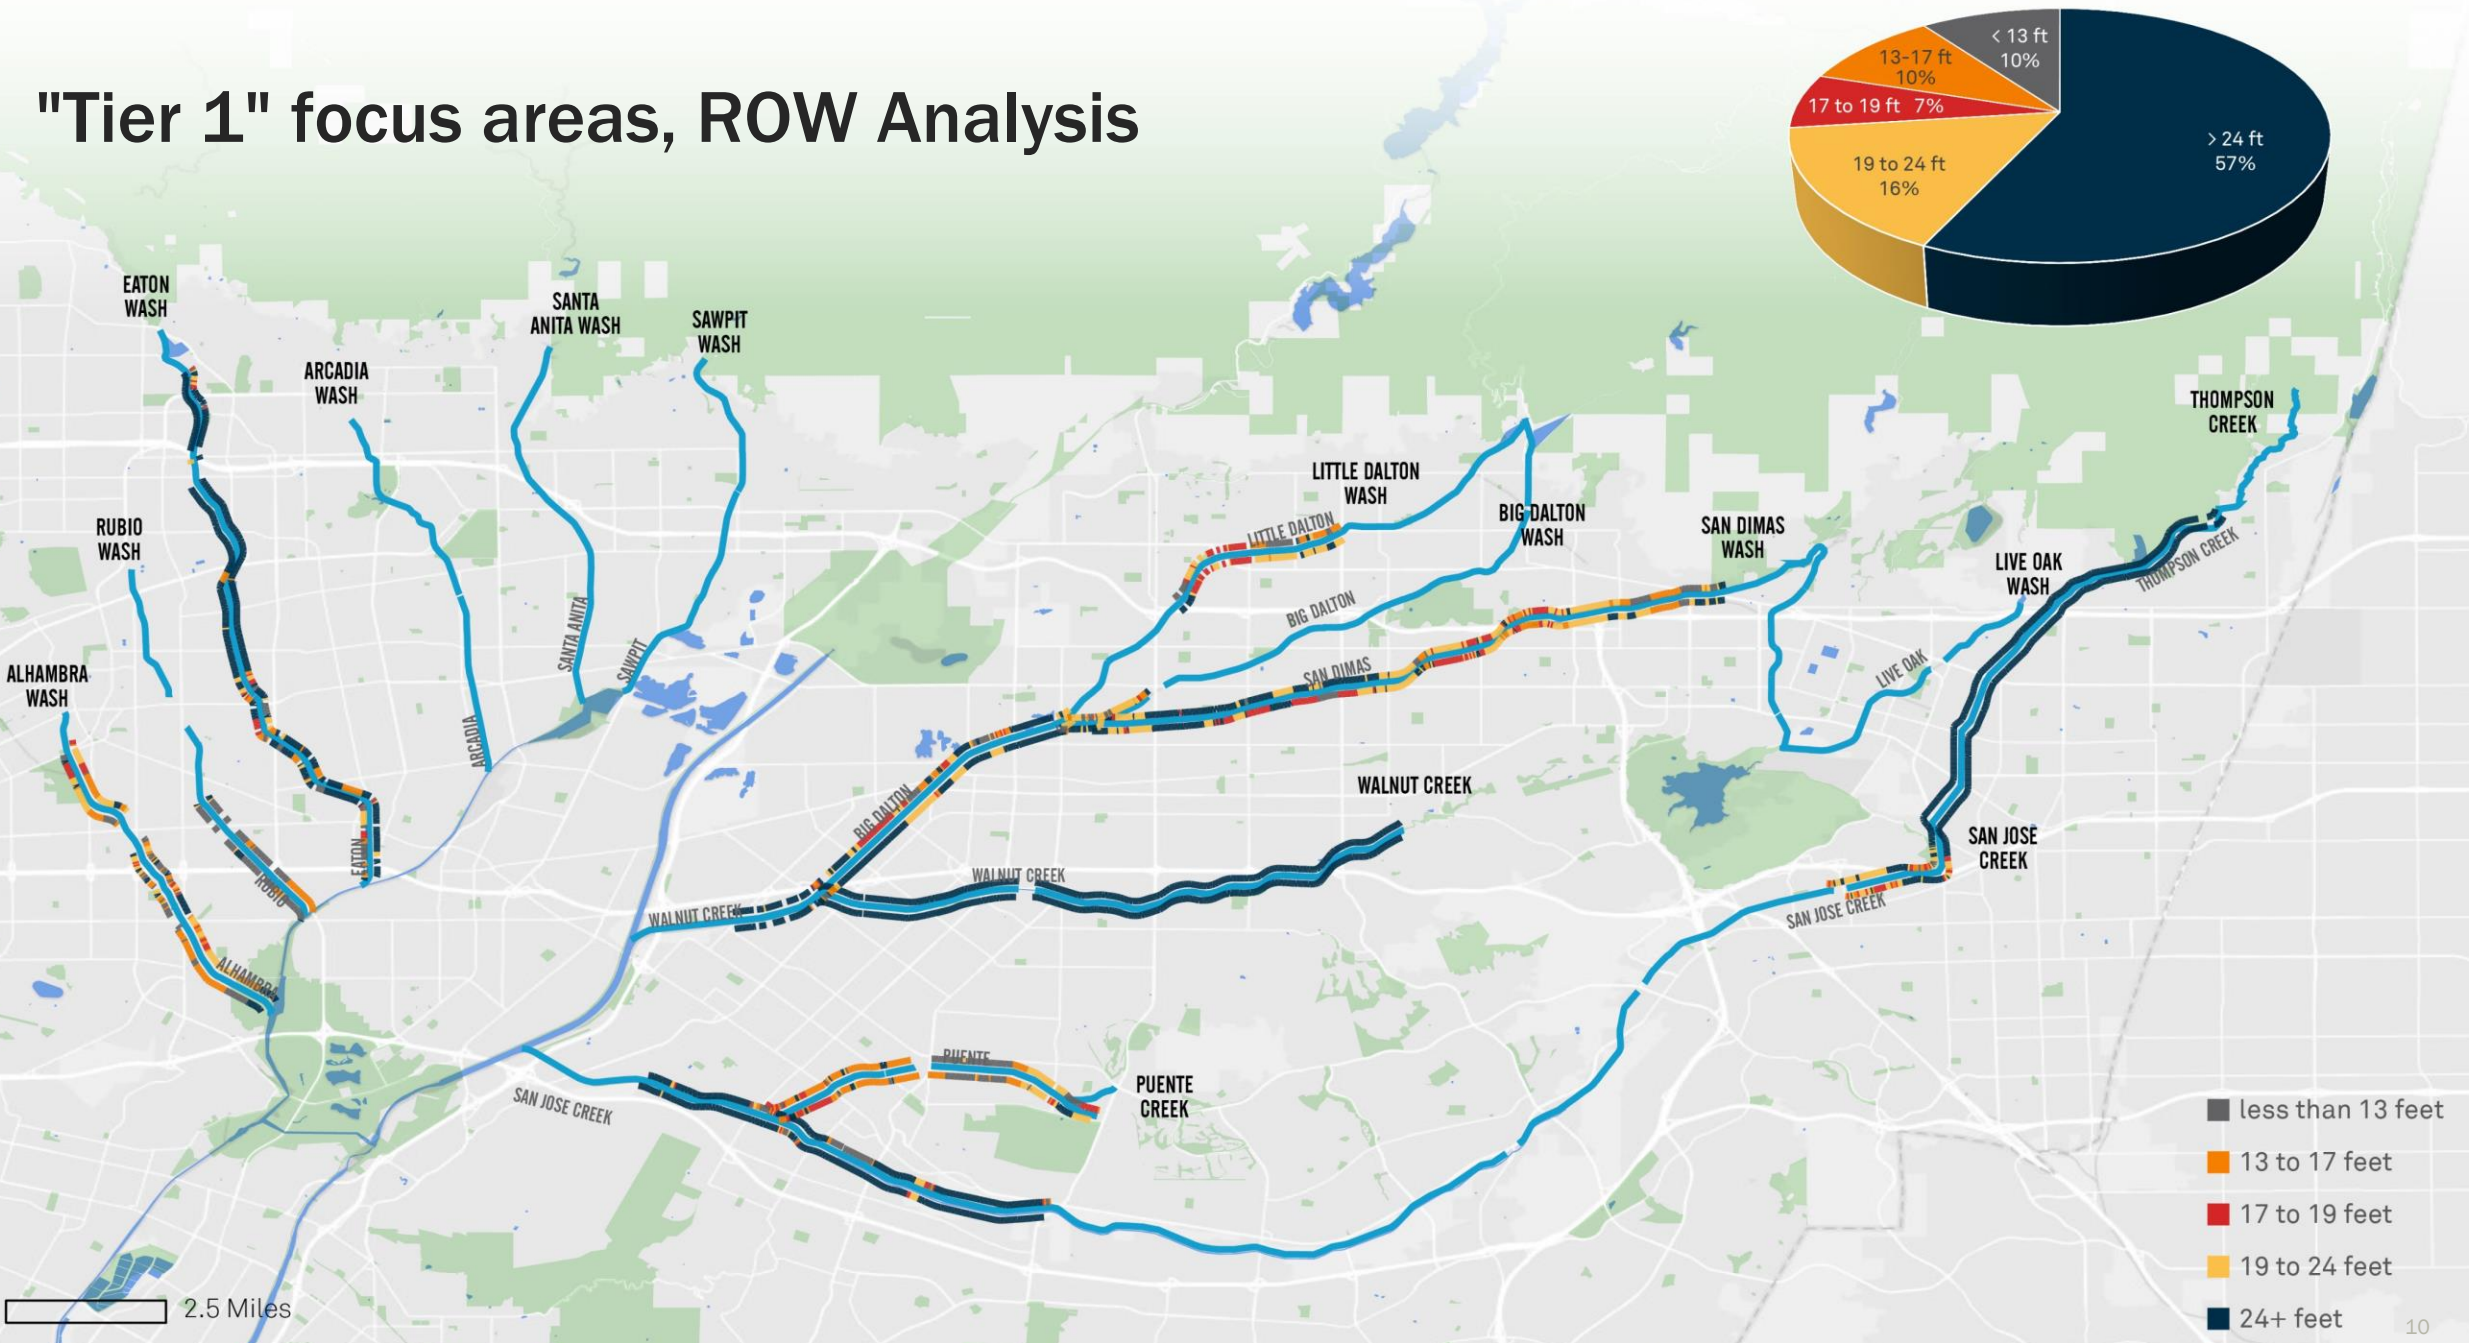 "Tier 1" focus areas, ROW Analysis
< 13 ft
10%
13-17 ft
10%
17 to 19 ft 7%
19 to 24 ft
16%
> 24 ft
57%
EATON
WASH
ARCADIA
WASH
SANTA
ANITA WASH
SAWPIT
WASH
RUBIO
WASH
ALHAMBRA
WASH
LITTLE DALTON
WASH
BIG DALTON
WASH
SAN DIMAS
WASH
LIVE OAK
WASH
THOMPSON
CREEK
LITTLE DALTON
BIG DALTON
SAN DIMAS
LIVE OAK
THOMPSON CREEK
SANTA ANITA
SAWPIT
ARCADIA
EATON
RUBIO
ALHAMBRA
BIG DALTON
WALNUT CREEK
WALNUT CREEK
WALNUT CREEK
SAN JOSE
CREEK
SAN JOSE CREEK
PUENTE
PUENTE
CREEK
SAN JOSE CREEK
less than 13 feet
13 to 17 feet
17 to 19 feet
19 to 24 feet
24+ feet
2.5 Miles
10